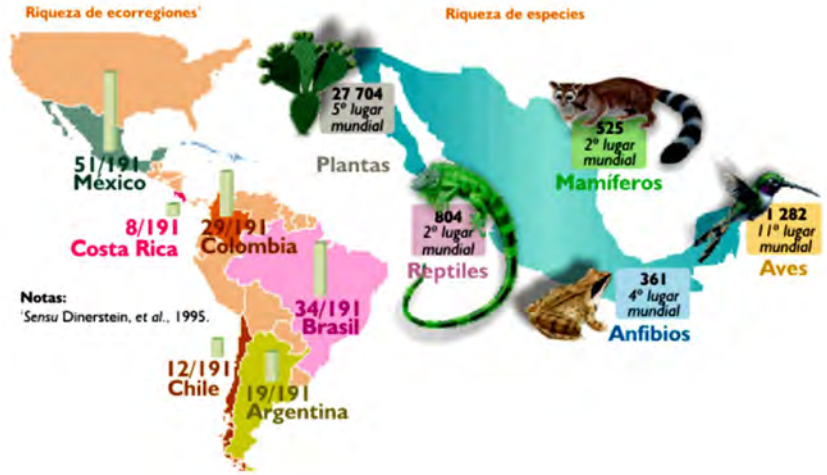 Riqueza de ecorregiones¹
Riqueza de especies
27 704
5º lugar
mundial
Plantas
525
2º lugar
mundial
Mamíferos
51/191
México
804
2º lugar
mundial
Reptiles
1 282
11º lugar
mundial
Aves
8/191
Costa Rica
29/191
Colombia
361
4º lugar
mundial
Anfibios
34/191
Brasil
Notas:
¹Sensu Dinerstein, et al., 1995.
12/191
Chile
19/191
Argentina